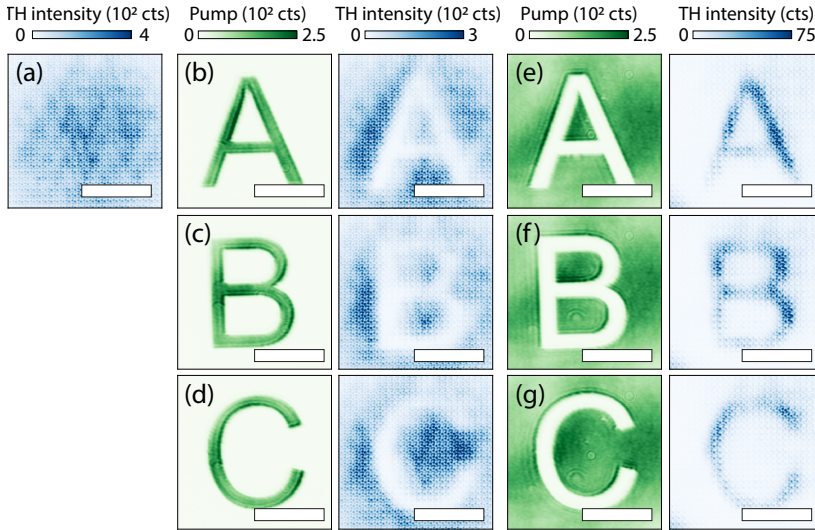 TH intensity (10² cts) Pump (10² cts) TH intensity (10² cts) Pump (10² cts) TH intensity (cts)
0 4 0 2.5 0 3 0 2.5 0 75
(a) (b) A A (e) A A
(c) B B (f) B B
(d) C C (g) C C